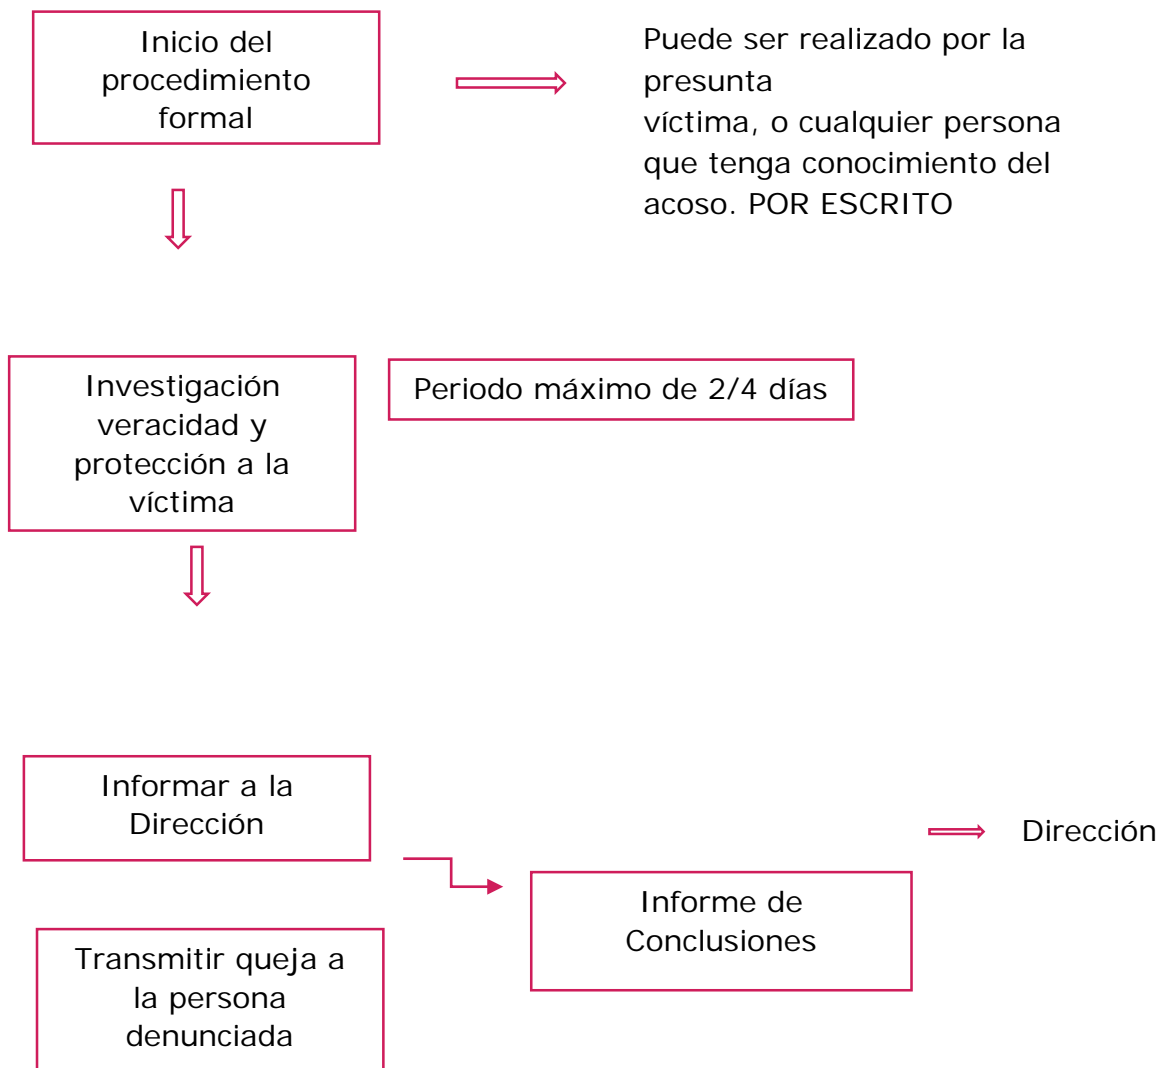 Inicio del
procedimiento
formal
Puede ser realizado por la
presunta
víctima, o cualquier persona
que tenga conocimiento del
acoso. POR ESCRITO
Investigación
veracidad y
protección a la
víctima
Periodo máximo de 2/4 días
Informar a la
Dirección
Dirección
Informe de
Conclusiones
Transmitir queja a
la persona
denunciada